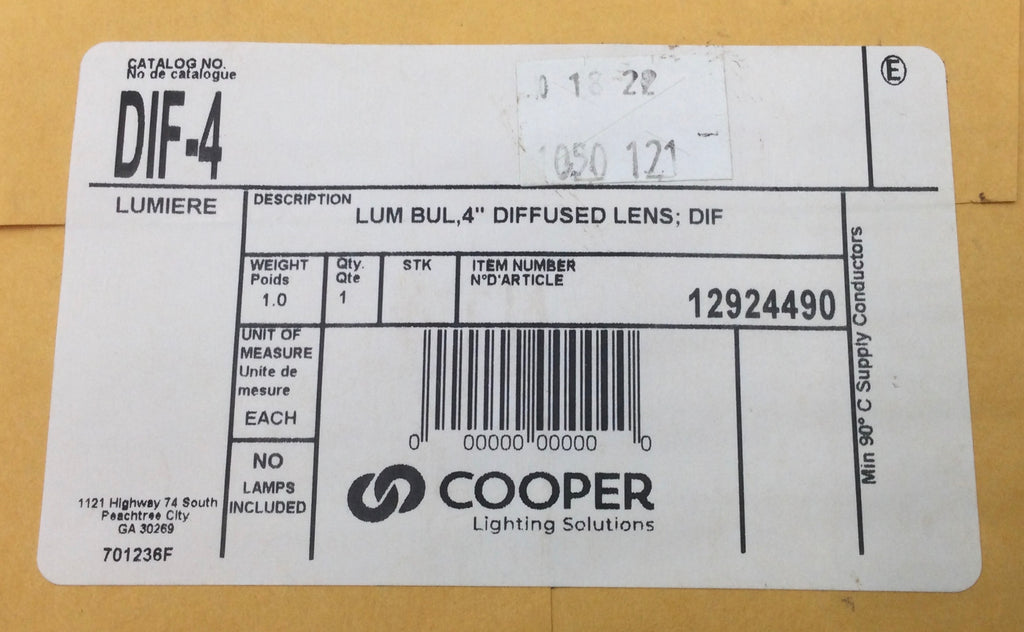 CATALOG NO.
No de catalogue
DIF-4
18 22
050 121
E
LUMIERE
DESCRIPTION
LUM BUL,4" DIFFUSED LENS; DIF
WEIGHT
Poids
1.0
Qty.
Qte
1
STK
ITEM NUMBER
N°D'ARTICLE
12924490
Min 90° C Supply Conductors
UNIT OF
MEASURE
Unite de
mesure
EACH
NO
LAMPS
INCLUDED
0 00000 00000 0
COOPER
Lighting Solutions
1121 Highway 74 South
Peachtree City
GA 30269
701236F